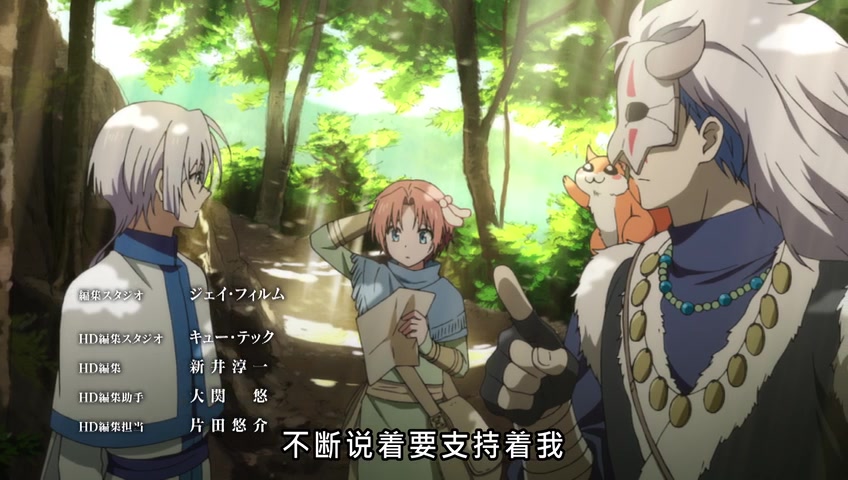 編集スタジオ ジェイ・フィルム
HD編集スタジオ キュー・テック
HD編集 新井淳一
HD編集助手 大関 悠
HD編集担当 片田悠介
不断说着要支持着我